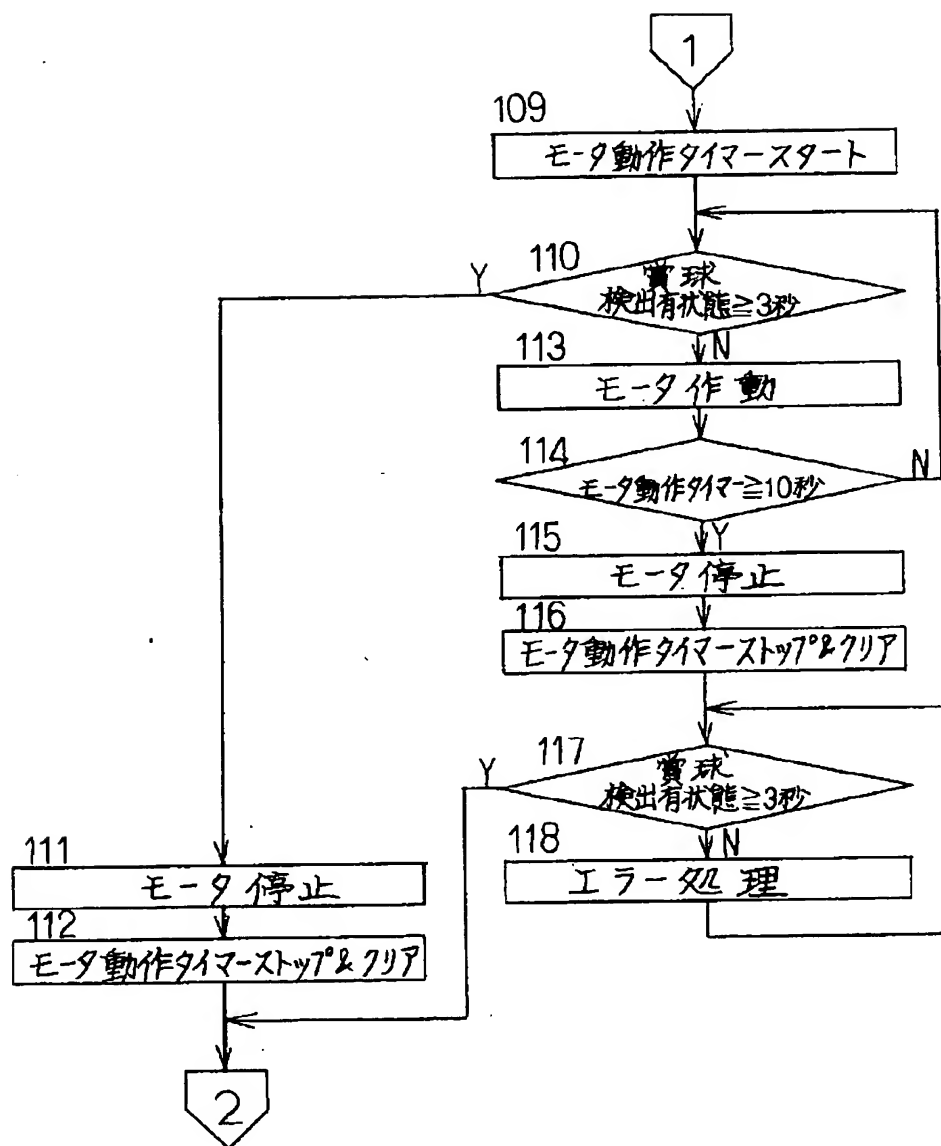 1
109
モータ動作タイマースタート
110
Y
賞球
検出有状態≧3秒
N
113
モータ作動
114
モータ動作タイマー≧10秒
N
Y
115
モータ停止
116
モータ動作タイマーストップ&クリア
117
Y
賞球
検出有状態≧3秒
N
118
エラー処理
111
モータ停止
112
モータ動作タイマーストップ&クリア
2